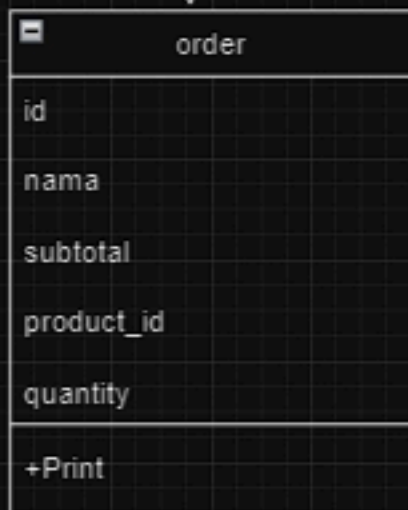 order
id
nama
subtotal
product_id
quantity
+Print